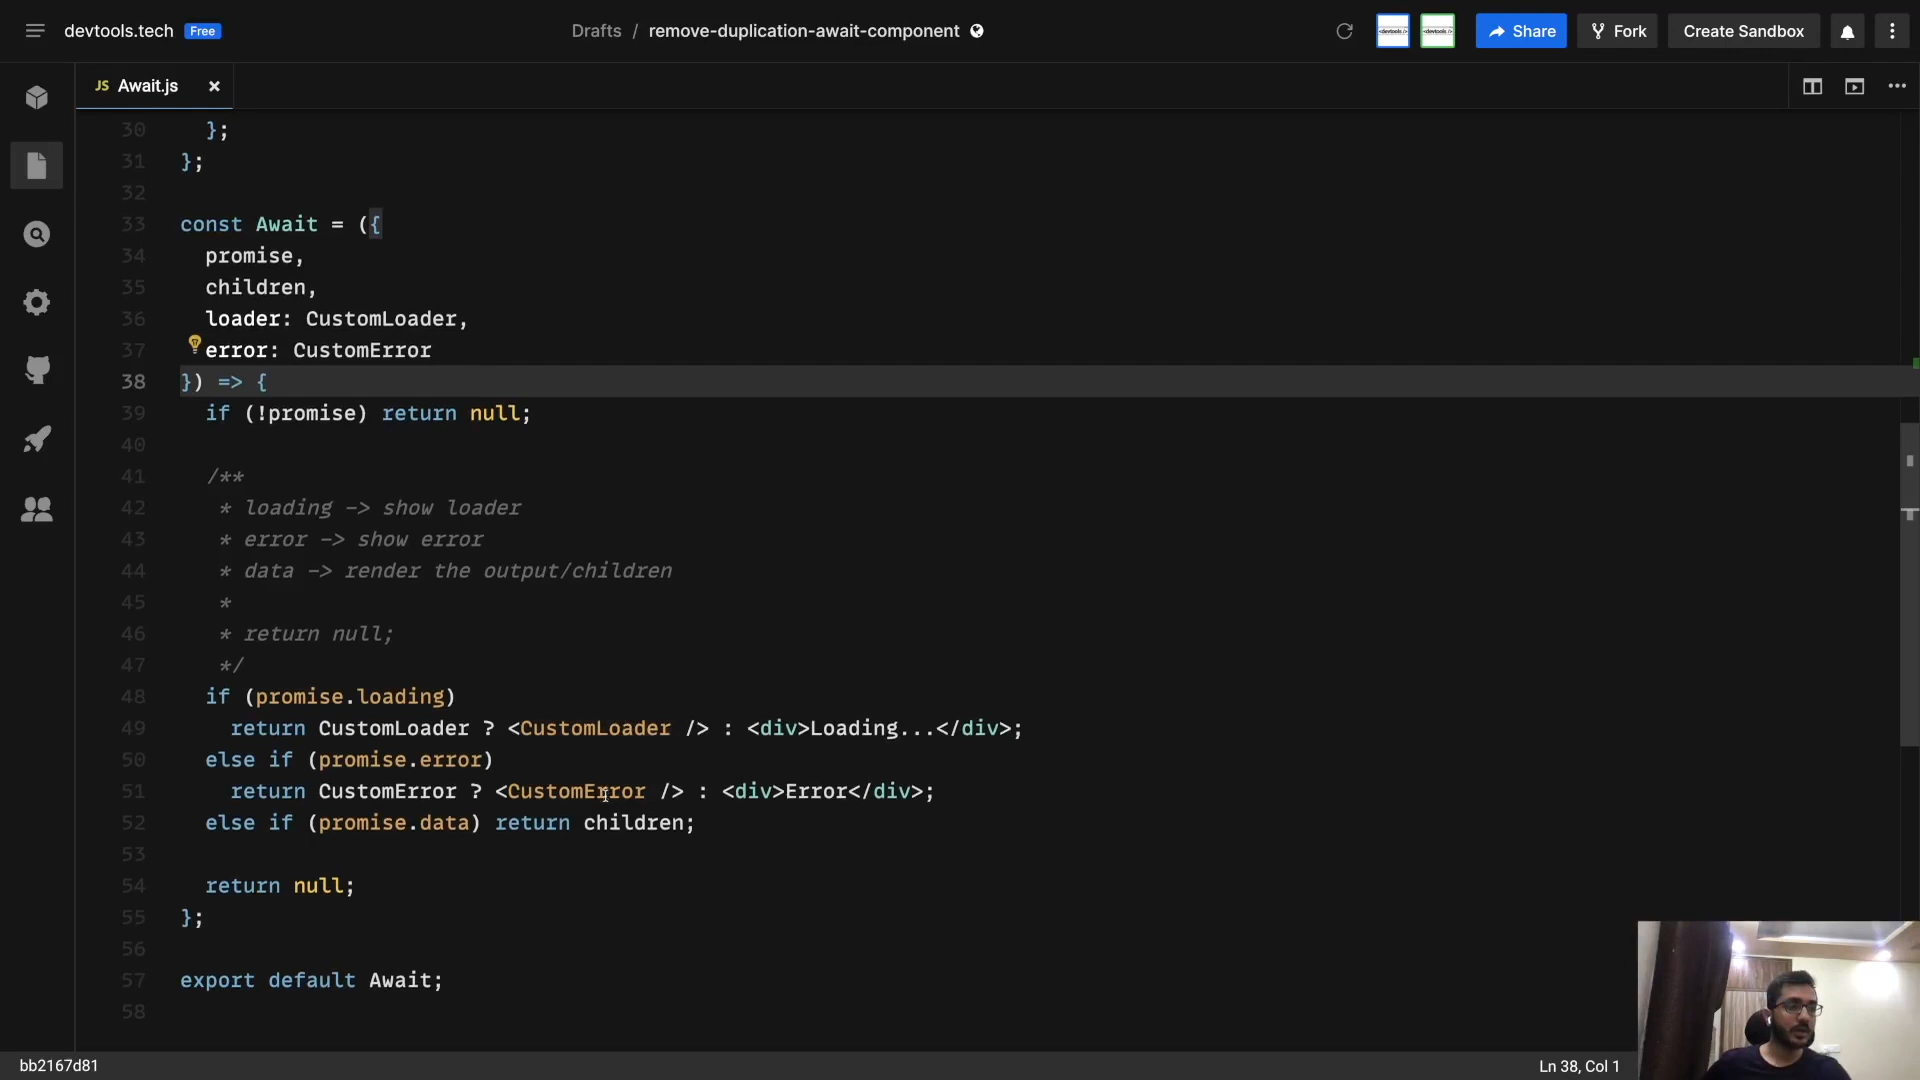 devtools.tech Free
Drafts / remove-duplication-await-component
Share
Fork
Create Sandbox
JS Await.js
30 };
31 };
32
33 const Await = ({
34 promise,
35 children,
36 loader: CustomLoader,
37 error: CustomError
38 }) => {
39 if (!promise) return null;
40
41 /**
42 * loading -> show loader
43 * error -> show error
44 * data -> render the output/children
45 *
46 * return null;
47 */
48 if (promise.loading)
49 return CustomLoader ? <CustomLoader /> : <div>Loading...</div>;
50 else if (promise.error)
51 return CustomError ? <CustomError /> : <div>Error</div>;
52 else if (promise.data) return children;
53
54 return null;
55 };
56
57 export default Await;
58
bb2167d81
Ln 38, Col 1